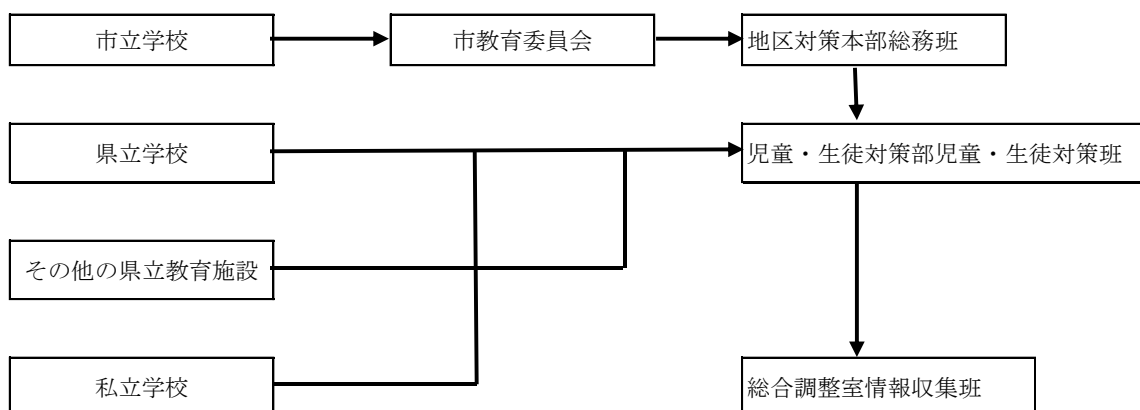 市立学校
市教育委員会
地区対策本部総務班
県立学校
児童・生徒対策部児童・生徒対策班
その他の県立教育施設
私立学校
総合調整室情報収集班